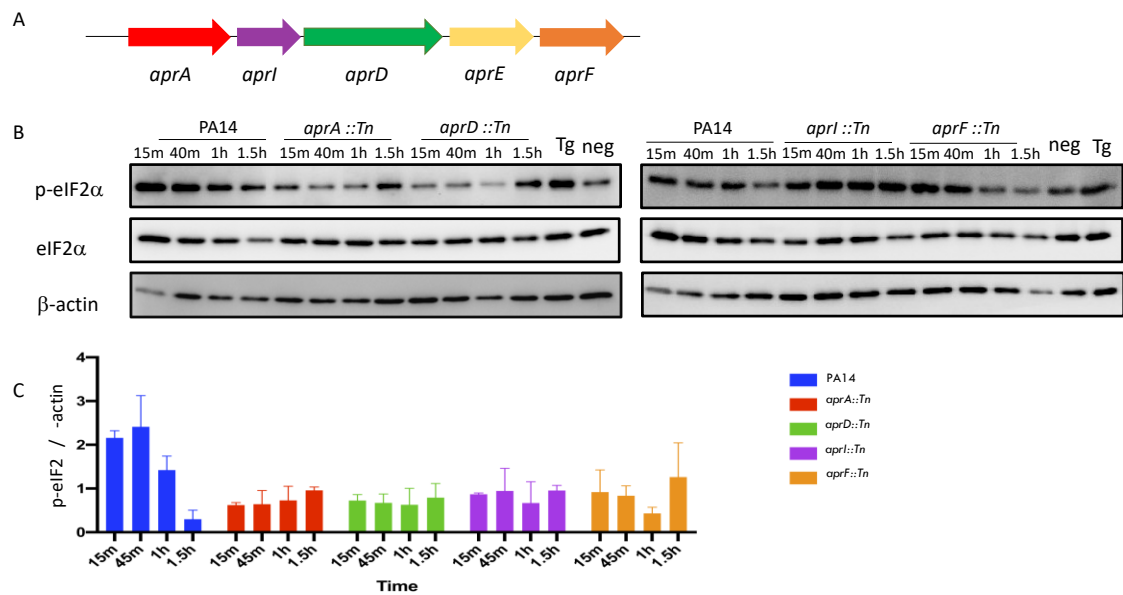 A
aprA aprI aprD aprE aprF
B
PA14 aprA ::Tn aprD ::Tn
15m 40m 1h 1.5h 15m 40m 1h 1.5h 15m 40m 1h 1.5h Tg neg
PA14 aprI ::Tn aprF ::Tn
15m 40m 1h 1.5h 15m 40m 1h 1.5h 15m 40m 1h 1.5h neg Tg
p-eIF2α
eIF2α
β-actin
C
p-eIF2 / -actin
4
3
2
1
0
15m 45m 1h 1.5h 15m 45m 1h 1.5h 15m 45m 1h 1.5h 15m 45m 1h 1.5h 15m 45m 1h 1.5h
Time
PA14
aprA::Tn
aprD::Tn
aprI::Tn
aprF::Tn